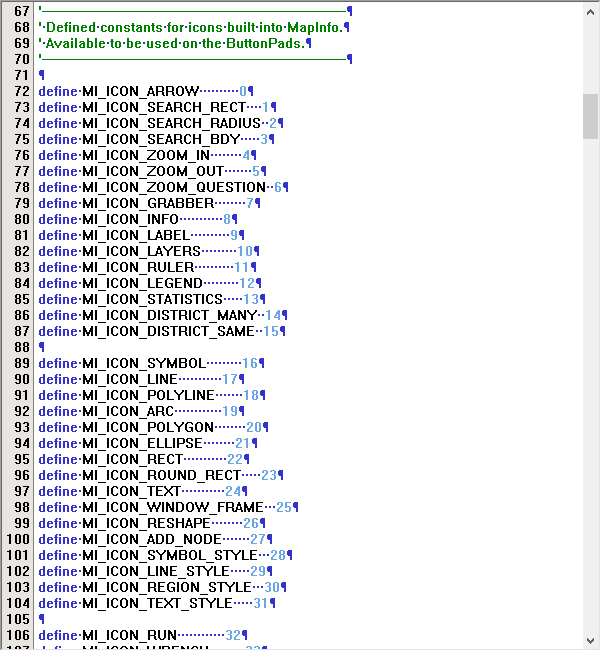 67 '------------------------------------------------------------¶
68 '·Defined·constants·for·icons·built·into·MapInfo.¶
69 '·Available·to·be·used·on·the·ButtonPads.¶
70 '------------------------------------------------------------¶
71 ¶
72 define·MI_ICON_ARROW·········0¶
73 define·MI_ICON_SEARCH_RECT····1¶
74 define·MI_ICON_SEARCH_RADIUS··2¶
75 define·MI_ICON_SEARCH_BDY·····3¶
76 define·MI_ICON_ZOOM_IN········4¶
77 define·MI_ICON_ZOOM_OUT·······5¶
78 define·MI_ICON_ZOOM_QUESTION··6¶
79 define·MI_ICON_GRABBER········7¶
80 define·MI_ICON_INFO···········8¶
81 define·MI_ICON_LABEL··········9¶
82 define·MI_ICON_LAYERS·········10¶
83 define·MI_ICON_RULER··········11¶
84 define·MI_ICON_LEGEND·········12¶
85 define·MI_ICON_STATISTICS·····13¶
86 define·MI_ICON_DISTRICT_MANY··14¶
87 define·MI_ICON_DISTRICT_SAME··15¶
88 ¶
89 define·MI_ICON_SYMBOL·········16¶
90 define·MI_ICON_LINE···········17¶
91 define·MI_ICON_POLYLINE·······18¶
92 define·MI_ICON_ARC············19¶
93 define·MI_ICON_POLYGON········20¶
94 define·MI_ICON_ELLIPSE········21¶
95 define·MI_ICON_RECT···········22¶
96 define·MI_ICON_ROUND_RECT·····23¶
97 define·MI_ICON_TEXT···········24¶
98 define·MI_ICON_WINDOW_FRAME···25¶
99 define·MI_ICON_RESHAPE········26¶
100 define·MI_ICON_ADD_NODE·······27¶
101 define·MI_ICON_SYMBOL_STYLE···28¶
102 define·MI_ICON_LINE_STYLE·····29¶
103 define·MI_ICON_REGION_STYLE···30¶
104 define·MI_ICON_TEXT_STYLE·····31¶
105 ¶
106 define·MI_ICON_RUN············32¶